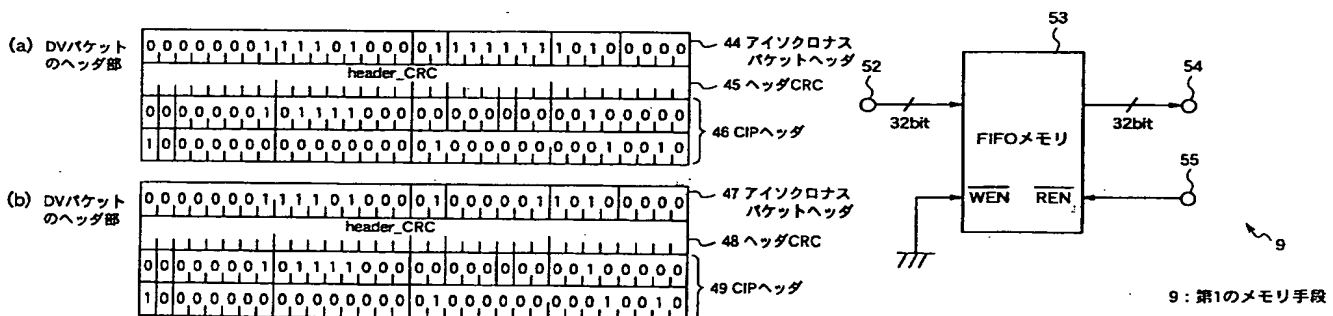 (a) DVパケット
のヘッダ部
0 0 0 0 0 0 0 1 1 1 1 0 1 0 0 0 0 1 1 1 1 1 1 1 1 0 1 0 0 0 0 0
44 アイソクロナス
パケットヘッダ
header_CRC
45 ヘッダCRC
0 0 0 0 0 0 0 1 0 1 1 1 1 0 0 0 0 0 0 0 0 0 0 0 0 0 1 0 0 0 0 0
1 0 0 0 0 0 0 0 0 0 0 0 0 0 0 0 0 1 0 0 0 0 0 0 0 0 0 1 0 0 1 0
46 CIPヘッダ
(b) DVパケット
のヘッダ部
0 0 0 0 0 0 0 1 1 1 1 0 1 0 0 0 0 1 0 0 0 0 0 1 1 0 1 0 0 0 0 0
47 アイソクロナス
パケットヘッダ
header_CRC
48 ヘッダCRC
0 0 0 0 0 0 0 1 0 1 1 1 1 0 0 0 0 0 0 0 0 0 0 0 0 0 1 0 0 0 0 0
1 0 0 0 0 0 0 0 0 0 0 0 0 0 0 0 0 1 0 0 0 0 0 0 0 0 0 1 0 0 1 0
49 CIPヘッダ
53
52
54
32bit
FIFOメモリ
32bit
55
WEN REN
9
9：第1のメモリ手段